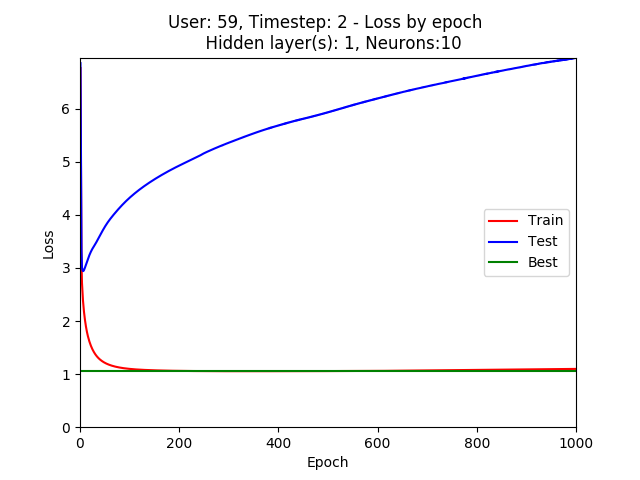 User: 59, Timestep: 2 - Loss by epoch
Hidden layer(s): 1, Neurons:10
6
5
4
3
2
1
0
Loss
Train
Test
Best
0 200 400 600 800 1000
Epoch